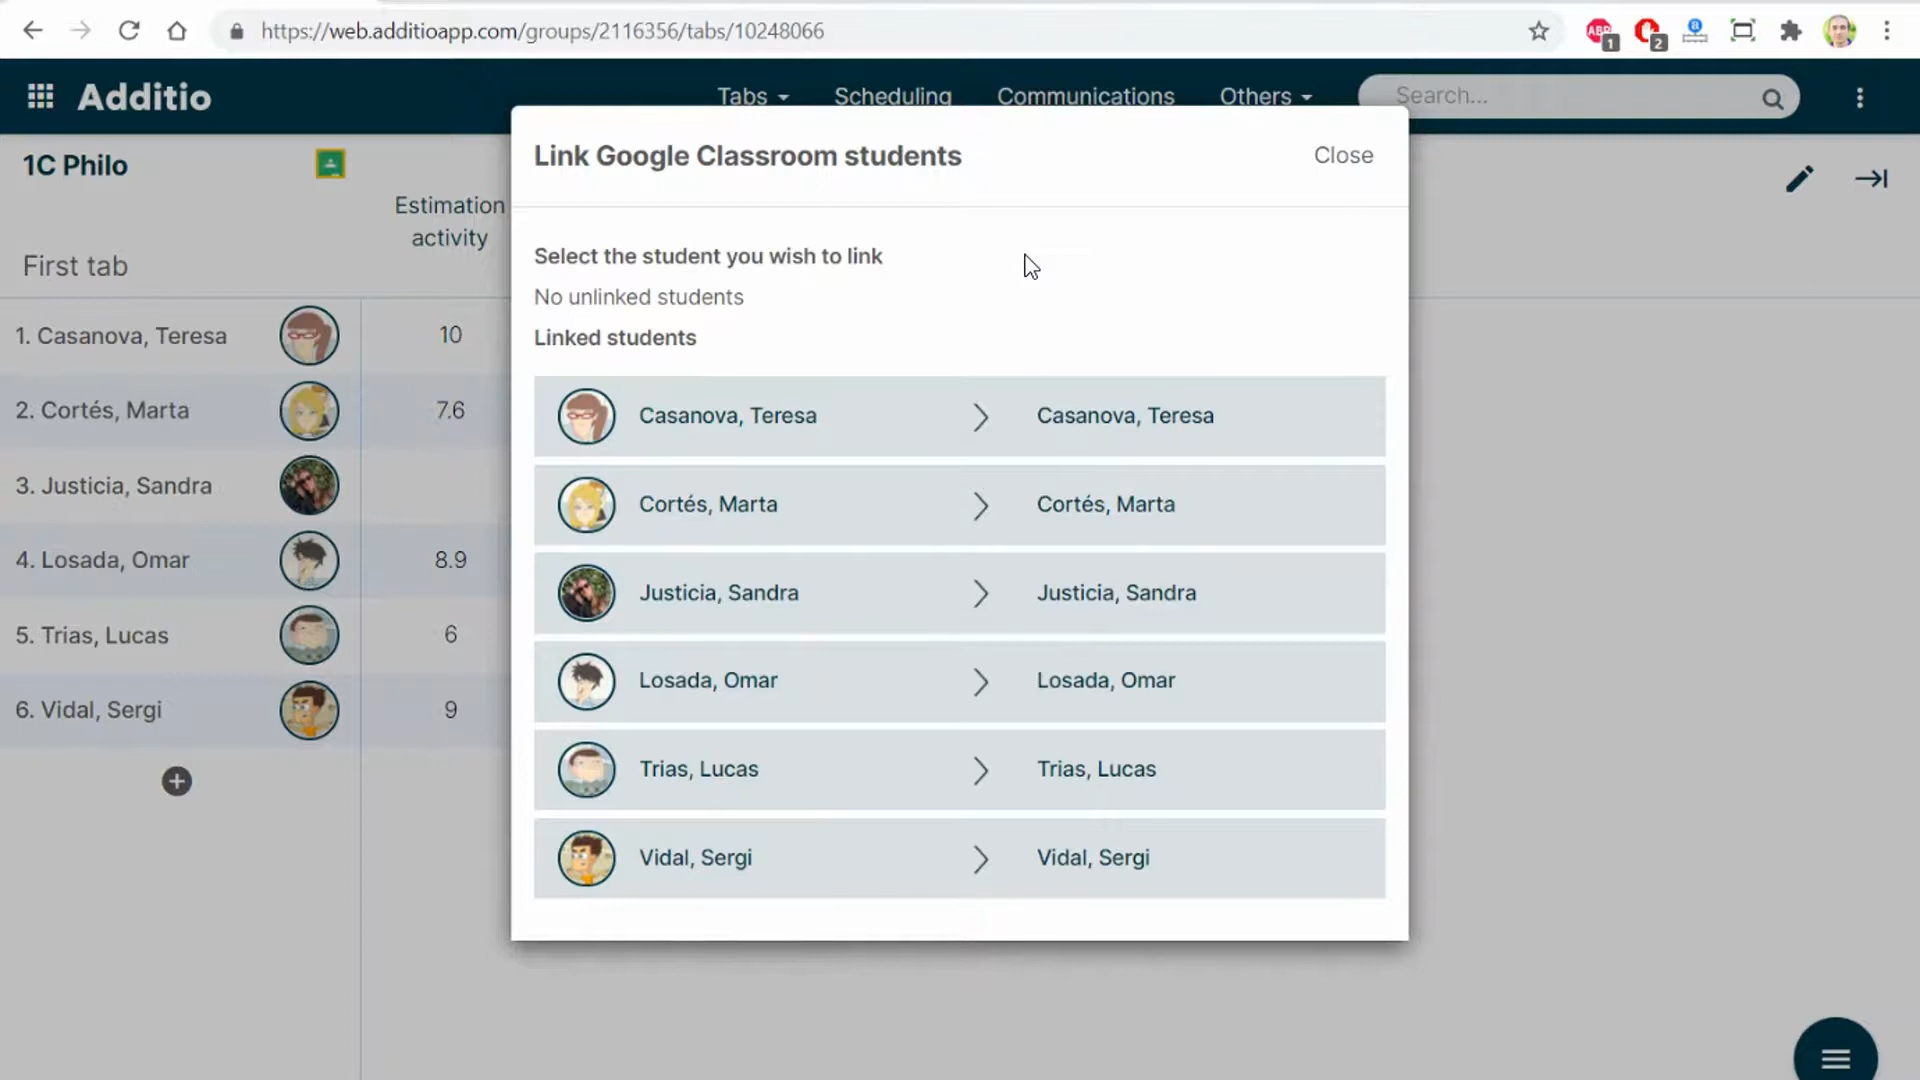 https://web.additioapp.com/groups/2116356/tabs/10248066
ABP 1 2
Additio
Tabs
Scheduling
Communications
Others
Search...
1C Philo
Estimation
activity
First tab
1. Casanova, Teresa 10
2. Cortés, Marta 7.6
3. Justicia, Sandra
4. Losada, Omar 8.9
5. Trias, Lucas 6
6. Vidal, Sergi 9
Link Google Classroom students
Close
Select the student you wish to link
No unlinked students
Linked students
Casanova, Teresa Casanova, Teresa
Cortés, Marta Cortés, Marta
Justicia, Sandra Justicia, Sandra
Losada, Omar Losada, Omar
Trias, Lucas Trias, Lucas
Vidal, Sergi Vidal, Sergi